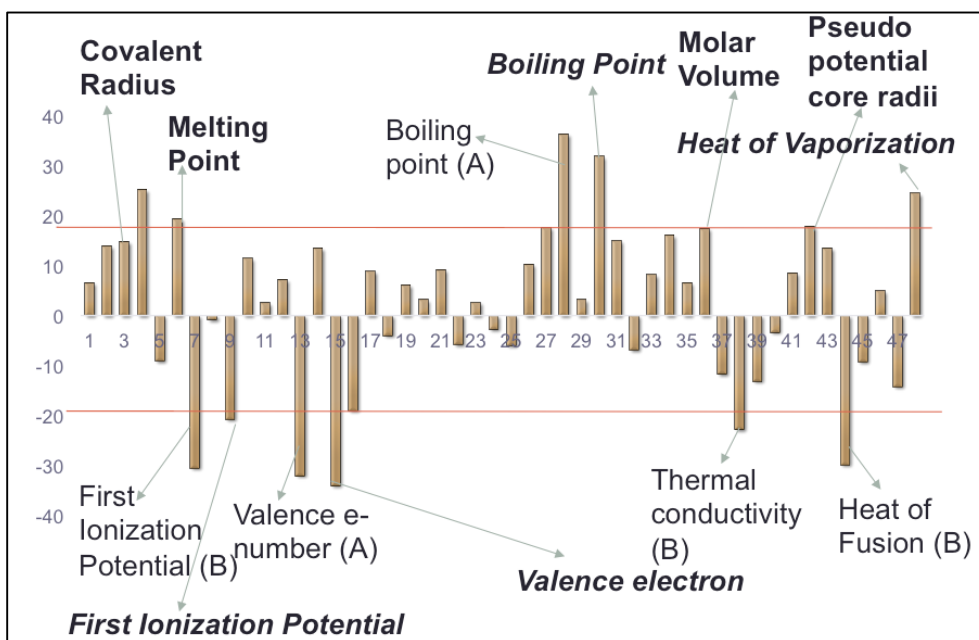 Covalent
Radius
Melting
Point
Boiling
point (A)
Boiling Point
Molar
Volume
Pseudo
potential
core radii
Heat of Vaporization
40
30
20
10
0
-10
-20
-30
-40
1 3 5 7 9 11 13 15 17 19 21 23 25 27 29 31 33 35 37 39 41 43 45 47
First
Ionization
Potential (B)
Valence e-
number (A)
Thermal
conductivity
(B)
Heat of
Fusion (B)
Valence electron
First Ionization Potential